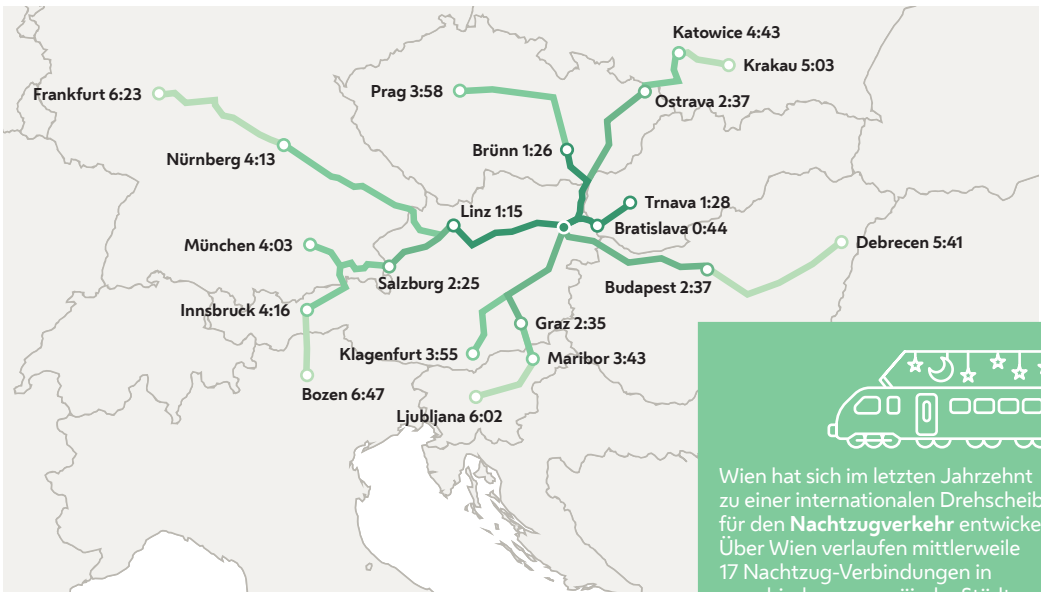 Katowice 4:43
Krakau 5:03
Frankfurt 6:23
Prag 3:58
Ostrava 2:37
Nürnberg 4:13
Brünn 1:26
Linz 1:15
Trnava 1:28
Bratislava 0:44
München 4:03
Debrecen 5:41
Salzburg 2:25
Budapest 2:37
Innsbruck 4:16
Graz 2:35
Klagenfurt 3:55
Maribor 3:43
Bozen 6:47
Ljubljana 6:02
Wien hat sich im letzten Jahrzehnt
zu einer internationalen Drehscheib
für den Nachtzugverkehr entwicke
Über Wien verlaufen mittlerweile
17 Nachtzug-Verbindungen in